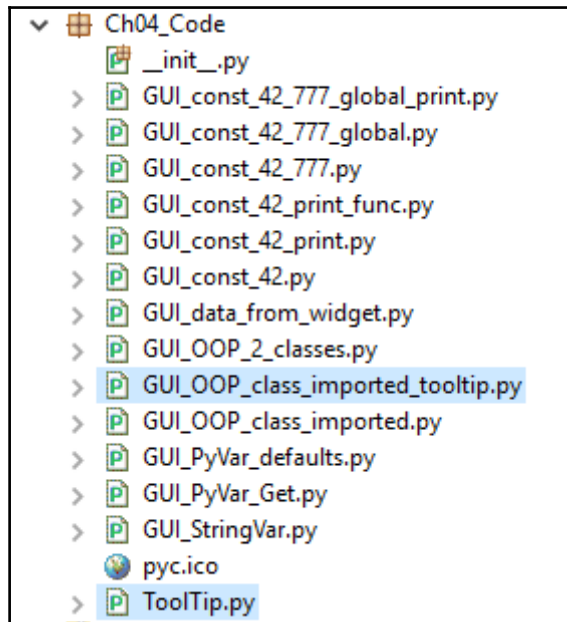 Ch04_Code
__init__.py
GUI_const_42_777_global_print.py
GUI_const_42_777_global.py
GUI_const_42_777.py
GUI_const_42_print_func.py
GUI_const_42_print.py
GUI_const_42.py
GUI_data_from_widget.py
GUI_OOP_2_classes.py
GUI_OOP_class_imported_tooltip.py
GUI_OOP_class_imported.py
GUI_PyVar_defaults.py
GUI_PyVar_Get.py
GUI_StringVar.py
pyc.ico
ToolTip.py